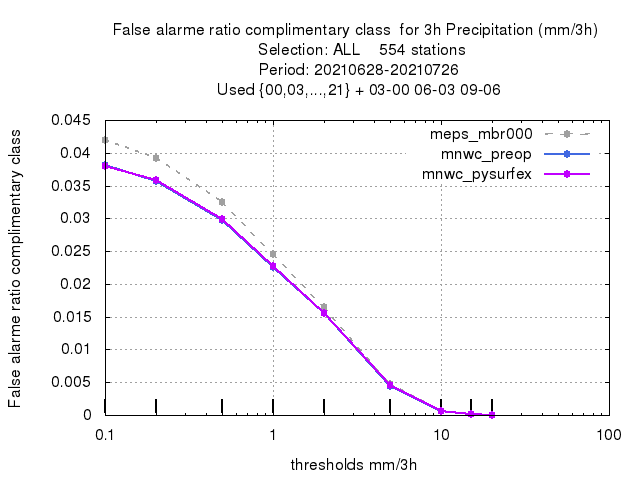 False alarme ratio complimentary class  for 3h Precipitation (mm/3h)
Selection: ALL    554 stations
Period: 20210628-20210726
Used {00,03,...,21} + 03-00 06-03 09-06
meps_mbr000
mnwc_preop
mnwc_pysurfex
False alarme ratio complimentary class
0.045
0.04
0.035
0.03
0.025
0.02
0.015
0.01
0.005
0
0.1
1
10
100
thresholds mm/3h